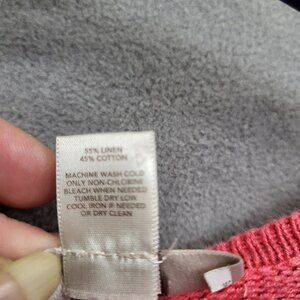 55% LINEN
45% COTTON
MACHINE WASH COLD
ONLY NON-CHLORINE
BLEACH WHEN NEEDED
TUMBLE DRY LOW
COOL IRON IF NEEDED
OR DRY CLEAN